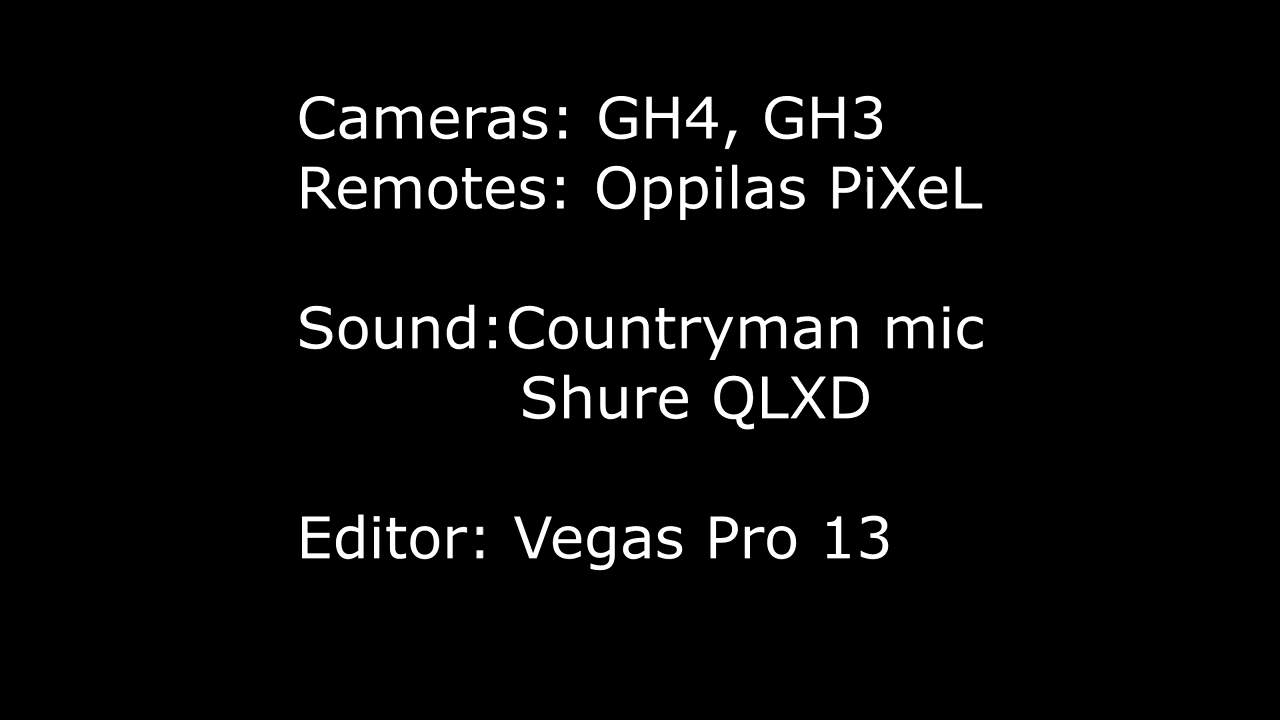 Cameras: GH4, GH3
Remotes: Oppilas PiXeL
Sound:Countryman mic
Shure QLXD
Editor: Vegas Pro 13